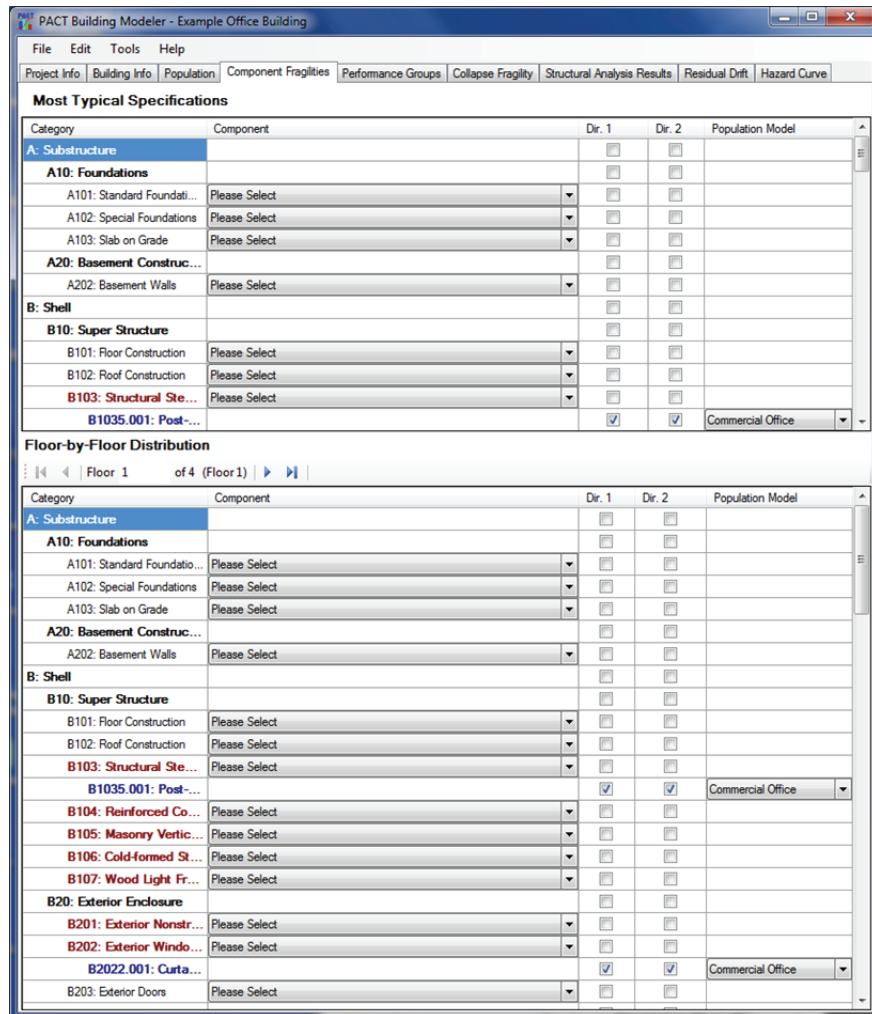 PACT Building Modeler - Example Office Building
File Edit Tools Help
Project Info Building Info Population Component Fragilities Performance Groups Collapse Fragility Structural Analysis Results Residual Drift Hazard Curve
Most Typical Specifications
Category Component Dir. 1 Dir. 2 Population Model
A: Substructure
A10: Foundations
A101: Standard Foundati... Please Select
A102: Special Foundations Please Select
A103: Slab on Grade Please Select
A20: Basement Construc...
A202: Basement Walls Please Select
B: Shell
B10: Super Structure
B101: Floor Construction Please Select
B102: Roof Construction Please Select
B103: Structural Ste... Please Select
B1035.001: Post-... Commercial Office
Floor-by-Floor Distribution
Floor 1 of 4 (Floor 1)
Category Component Dir. 1 Dir. 2 Population Model
A: Substructure
A10: Foundations
A101: Standard Foundatio... Please Select
A102: Special Foundations Please Select
A103: Slab on Grade Please Select
A20: Basement Construc...
A202: Basement Walls Please Select
B: Shell
B10: Super Structure
B101: Floor Construction Please Select
B102: Roof Construction Please Select
B103: Structural Ste... Please Select
B1035.001: Post-... Commercial Office
B104: Reinforced Co... Please Select
B105: Masonry Vertic... Please Select
B106: Cold-formed St... Please Select
B107: Wood Light Fr... Please Select
B20: Exterior Enclosure
B201: Exterior Nonstr... Please Select
B202: Exterior Windo... Please Select
B2022.001: Curta... Commercial Office
B203: Exterior Doors Please Select